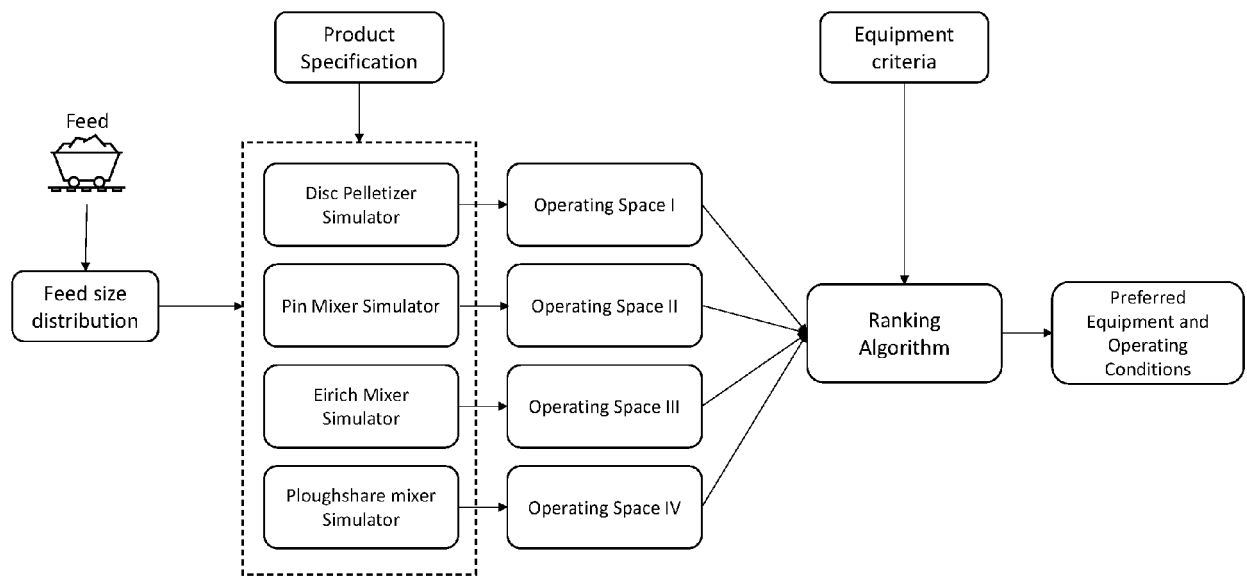 Product
Specification
Equipment
criteria
Feed
Feed size
distribution
Disc Pelletizer
Simulator
Operating Space I
Pin Mixer Simulator
Operating Space II
Eirich Mixer
Simulator
Operating Space III
Ploughshare mixer
Simulator
Operating Space IV
Ranking
Algorithm
Preferred
Equipment and
Operating
Conditions